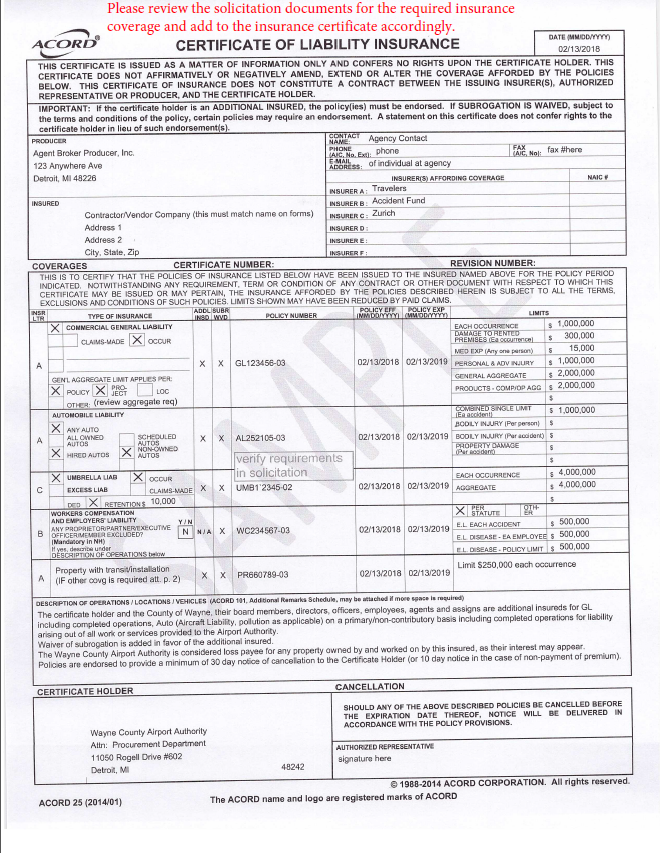 Please review the solicitation documents for the required insurance
coverage and add to the insurance certificate accordingly.
ACORD®
CERTIFICATE OF LIABILITY INSURANCE
DATE (MM/DD/YYYY)
02/13/2018
THIS CERTIFICATE IS ISSUED AS A MATTER OF INFORMATION ONLY AND CONFERS NO RIGHTS UPON THE CERTIFICATE HOLDER. THIS
CERTIFICATE DOES NOT AFFIRMATIVELY OR NEGATIVELY AMEND, EXTEND OR ALTER THE COVERAGE AFFORDED BY THE POLICIES
BELOW. THIS CERTIFICATE OF INSURANCE DOES NOT CONSTITUTE A CONTRACT BETWEEN THE ISSUING INSURER(S), AUTHORIZED
REPRESENTATIVE OR PRODUCER, AND THE CERTIFICATE HOLDER.
IMPORTANT: If the certificate holder is an ADDITIONAL INSURED, the policy(ies) must be endorsed. If SUBROGATION IS WAIVED, subject to
the terms and conditions of the policy, certain policies may require an endorsement. A statement on this certificate does not confer rights to the
certificate holder in lieu of such endorsement(s).
PRODUCER
Agent Broker Producer, Inc.
123 Anywhere Ave
Detroit, MI 48226
CONTACT NAME: Agency Contact
PHONE (A/C, No, Ext): phone
FAX (A/C, No): fax #here
E-MAIL ADDRESS: of individual at agency
INSURER(S) AFFORDING COVERAGE NAIC #
INSURER A : Travelers
INSURER B : Accident Fund
INSURER C : Zurich
INSURER D :
INSURER E :
INSURER F :
INSURED
Contractor/Vendor Company (this must match name on forms)
Address 1
Address 2
City, State, Zip
COVERAGES CERTIFICATE NUMBER: REVISION NUMBER:
THIS IS TO CERTIFY THAT THE POLICIES OF INSURANCE LISTED BELOW HAVE BEEN ISSUED TO THE INSURED NAMED ABOVE FOR THE POLICY PERIOD
INDICATED. NOTWITHSTANDING ANY REQUIREMENT, TERM OR CONDITION OF ANY CONTRACT OR OTHER DOCUMENT WITH RESPECT TO WHICH THIS
CERTIFICATE MAY BE ISSUED OR MAY PERTAIN, THE INSURANCE AFFORDED BY THE POLICIES DESCRIBED HEREIN IS SUBJECT TO ALL THE TERMS,
EXCLUSIONS AND CONDITIONS OF SUCH POLICIES. LIMITS SHOWN MAY HAVE BEEN REDUCED BY PAID CLAIMS.
INSR LTR TYPE OF INSURANCE ADDL INSD SUBR WVD POLICY NUMBER POLICY EFF (MM/DD/YYYY) POLICY EXP (MM/DD/YYYY) LIMITS
A X COMMERCIAL GENERAL LIABILITY
CLAIMS-MADE X OCCUR
GEN'L AGGREGATE LIMIT APPLIES PER:
X POLICY X PRO-JECT LOC
OTHER: (review aggregate req)
X X GL123456-03 02/13/2018 02/13/2019
EACH OCCURRENCE $ 1,000,000
DAMAGE TO RENTED PREMISES (Ea occurrence) $ 300,000
MED EXP (Any one person) $ 15,000
PERSONAL & ADV INJURY $ 1,000,000
GENERAL AGGREGATE $ 2,000,000
PRODUCTS - COMP/OP AGG $ 2,000,000
$
A AUTOMOBILE LIABILITY
X ANY AUTO
ALL OWNED AUTOS SCHEDULED AUTOS
X HIRED AUTOS X NON-OWNED AUTOS
X X AL252105-03 02/13/2018 02/13/2019
COMBINED SINGLE LIMIT (Ea accident) $ 1,000,000
BODILY INJURY (Per person) $
BODILY INJURY (Per accident) $
PROPERTY DAMAGE (Per accident) $
$
verify requirements
in solicitation
C X UMBRELLA LIAB X OCCUR
EXCESS LIAB CLAIMS-MADE
DED X RETENTION $ 10,000
X X UMB12345-02 02/13/2018 02/13/2019
EACH OCCURRENCE $ 4,000,000
AGGREGATE $ 4,000,000
$
B WORKERS COMPENSATION
AND EMPLOYERS' LIABILITY Y / N
ANY PROPRIETOR/PARTNER/EXECUTIVE
OFFICER/MEMBER EXCLUDED? N
(Mandatory in NH)
If yes, describe under
DESCRIPTION OF OPERATIONS below
N / A X WC234567-03 02/13/2018 02/13/2019
X PER STATUTE OTH-ER
E.L. EACH ACCIDENT $ 500,000
E.L. DISEASE - EA EMPLOYEE $ 500,000
E.L. DISEASE - POLICY LIMIT $ 500,000
A Property with transit/installation
(IF other covg is required att. p. 2)
X X PR660789-03 02/13/2018 02/13/2019
Limit $250,000 each occurrence
SAMPLE
DESCRIPTION OF OPERATIONS / LOCATIONS / VEHICLES (ACORD 101, Additional Remarks Schedule, may be attached if more space is required)
The certificate holder and the County of Wayne, their board members, directors, officers, employees, agents and assigns are additional insureds for GL
including completed operations, Auto (Aircraft Liability, pollution as applicable) on a primary/non-contributory basis including completed operations for liability
arising out of all work or services provided to the Airport Authority.
Waiver of subrogation is added in favor of the additional insured.
The Wayne County Airport Authority is considered loss payee for any property owned by and worked on by this insured, as their interest may appear.
Policies are endorsed to provide a minimum of 30 day notice of cancellation to the Certificate Holder (or 10 day notice in the case of non-payment of premium).
CERTIFICATE HOLDER
Wayne County Airport Authority
Attn: Procurement Department
11050 Rogell Drive #602
Detroit, MI 48242
CANCELLATION
SHOULD ANY OF THE ABOVE DESCRIBED POLICIES BE CANCELLED BEFORE
THE EXPIRATION DATE THEREOF, NOTICE WILL BE DELIVERED IN
ACCORDANCE WITH THE POLICY PROVISIONS.
AUTHORIZED REPRESENTATIVE
signature here
© 1988-2014 ACORD CORPORATION. All rights reserved.
ACORD 25 (2014/01)
The ACORD name and logo are registered marks of ACORD